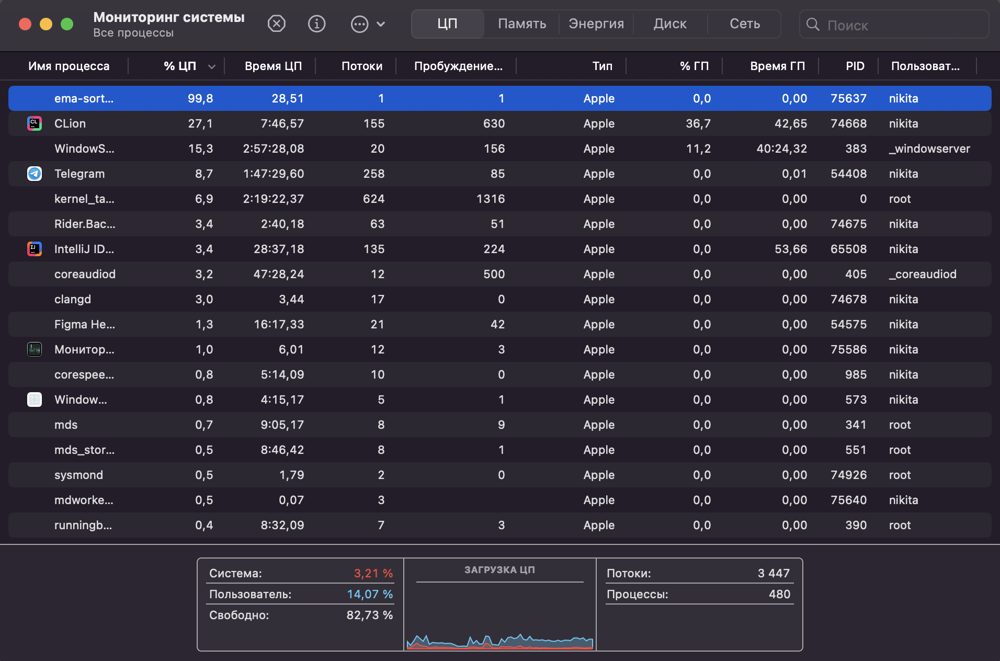 Мониторинг системы
Все процессы
ЦП Память Энергия Диск Сеть Поиск
Имя процесса % ЦП Время ЦП Потоки Пробуждение... Тип % ГП Время ГП PID Пользоват...
ema-sort... 99,8 28,51 1 1 Apple 0,0 0,00 75637 nikita
CLion 27,1 7:46,57 155 630 Apple 36,7 42,65 74668 nikita
WindowS... 15,3 2:57:28,08 20 156 Apple 11,2 40:24,32 383 _windowserver
Telegram 8,7 1:47:29,60 258 85 Apple 0,0 0,01 54408 nikita
kernel_ta... 6,9 2:19:22,37 624 1316 Apple 0,0 0,00 0 root
Rider.Bac... 3,4 2:40,18 63 51 Apple 0,0 0,00 74675 nikita
IntelliJ ID... 3,4 28:37,18 135 224 Apple 0,0 53,66 65508 nikita
coreaudiod 3,2 47:28,24 12 500 Apple 0,0 0,00 405 _coreaudiod
clangd 3,0 3,44 17 0 Apple 0,0 0,00 74678 nikita
Figma He... 1,3 16:17,33 21 42 Apple 0,0 0,00 54575 nikita
Монитор... 1,0 6,01 12 3 Apple 0,0 0,00 75586 nikita
corespee... 0,8 5:14,09 10 0 Apple 0,0 0,00 985 nikita
Window... 0,8 4:15,17 5 1 Apple 0,0 0,00 573 nikita
mds 0,7 9:05,17 8 9 Apple 0,0 0,00 341 root
mds_stor... 0,5 8:46,42 8 1 Apple 0,0 0,00 551 root
sysmond 0,5 1,79 2 0 Apple 0,0 0,00 74926 root
mdworke... 0,5 0,07 3 Apple 0,0 0,00 75640 nikita
runningb... 0,4 8:32,09 7 3 Apple 0,0 0,00 390 root
Система: 3,21 %
Пользователь: 14,07 %
Свободно: 82,73 %
ЗАГРУЗКА ЦП
Потоки: 3 447
Процессы: 480